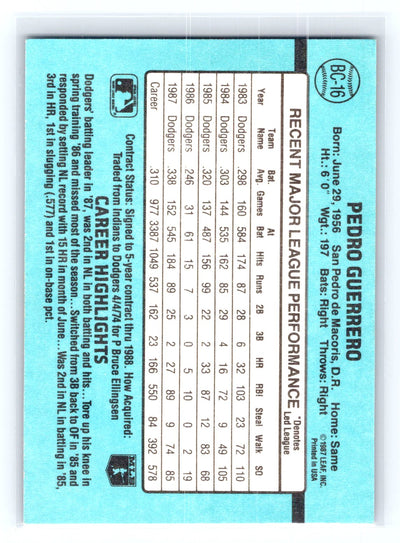 BC-10
PEDRO GUERRERO
Born: June 29, 1956 San Pedro de Macoris, D.R. Home: Same
Ht.: 6'0" Wgt.: 197 Bats: Right Throws: Right
©1987 LEAF, INC.
Printed in USA
RECENT MAJOR LEAGUE PERFORMANCE
*Denotes
Led League
Team Bat. At
Year Name Avg Games Bat Hits Runs 2B 3B HR RBI Steal Walk SO
1983 Dodgers .298 160 584 174 87 28 6 32 103 23 72 110
1984 Dodgers .303 144 535 162 85 29 4 16 72 9 49 105
1985 Dodgers .320 137 487 156 99 22 2 33 87 12 83 68
1986 Dodgers .246 31 61 15 7 3 0 5 10 0 2 19
1987 Dodgers .338 152 545 184 89 25 2 27 89 9 74 85
Career .310 977 3387 1049 537 162 23 166 550 84 392 578
Contract Status: Signed to 5-year contract thru 1988 How Acquired:
Traded from Indians to Dodgers 4/4/74 for P Bruce Ellingsen
CAREER HIGHLIGHTS
Dodgers' batting leader in '87, was 2nd in NL in both batting and hits. Tore up his knee in
spring training '86 and missed most of the season...Switched from 3B back to OF in '85 and
responded by setting NL record with 15 HR in month of June... Was 2nd in NL in batting in '85,
3rd in HR, 1st in slugging (.577) and 1st in on-base pct.